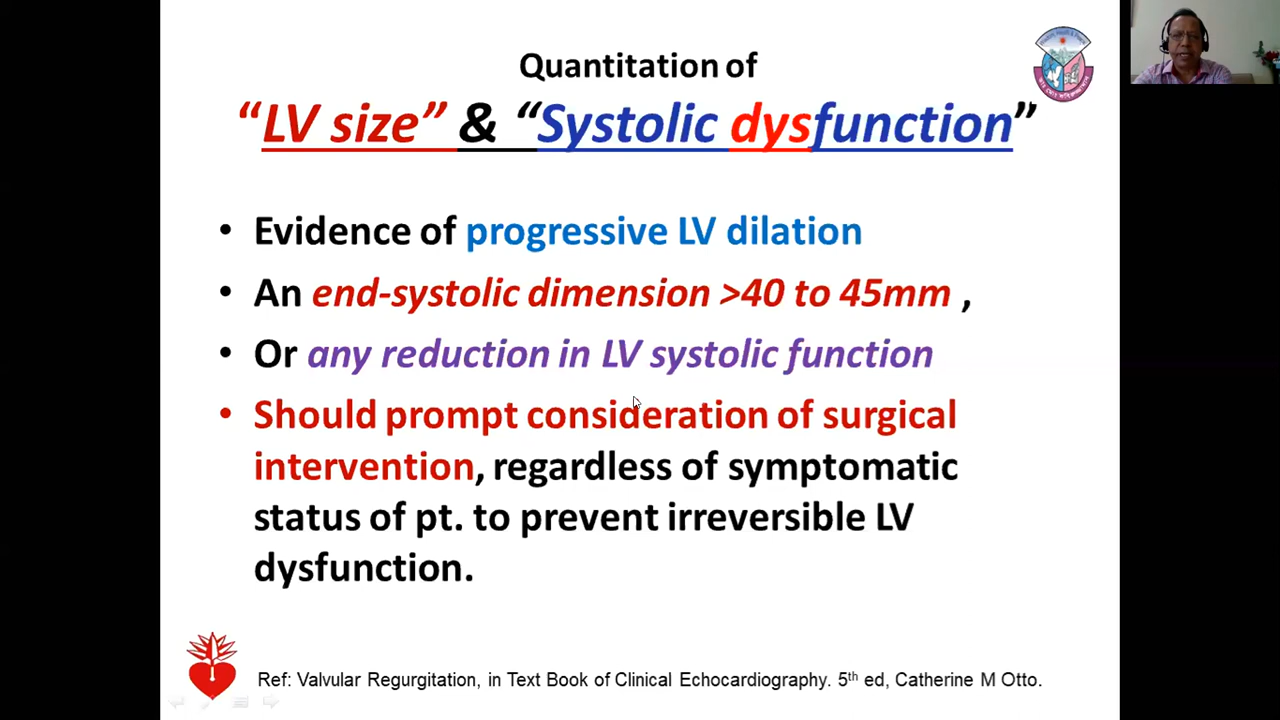 Quantitation of
“LV size” & “Systolic dysfunction”
• Evidence of progressive LV dilation
• An end-systolic dimension >40 to 45mm ,
• Or any reduction in LV systolic function
• Should prompt consideration of surgical
intervention, regardless of symptomatic
status of pt. to prevent irreversible LV
dysfunction.
Ref: Valvular Regurgitation, in Text Book of Clinical Echocardiography. 5th ed, Catherine M Otto.